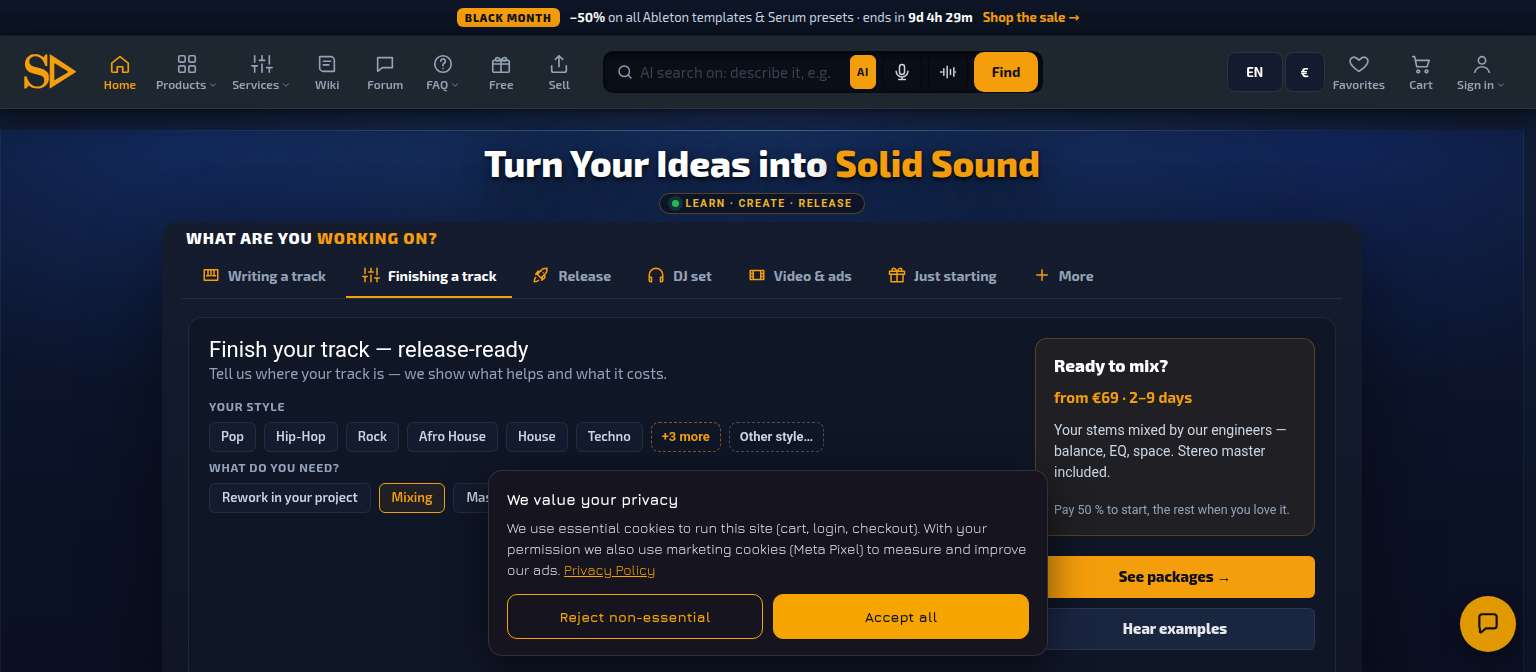 BLACK MONTH −50% on all Ableton templates & Serum presets · ends in 9d 4h 29m Shop the sale →
Home Products Services Wiki Forum FAQ Free Sell
AI search on: describe it, e.g. AI Find
EN € Favorites Cart Sign in
Turn Your Ideas into Solid Sound
LEARN · CREATE · RELEASE
WHAT ARE YOU WORKING ON?
Writing a track Finishing a track Release DJ set Video & ads Just starting More
Finish your track — release-ready
Tell us where your track is — we show what helps and what it costs.
YOUR STYLE
Pop Hip-Hop Rock Afro House House Techno +3 more Other style...
WHAT DO YOU NEED?
Rework in your project Mixing
Ready to mix?
from €69 · 2–9 days
Your stems mixed by our engineers —
balance, EQ, space. Stereo master
included.
Pay 50 % to start, the rest when you love it.
See packages →
Hear examples
We value your privacy
We use essential cookies to run this site (cart, login, checkout). With your
permission we also use marketing cookies (Meta Pixel) to measure and improve
our ads. Privacy Policy
Reject non-essential Accept all